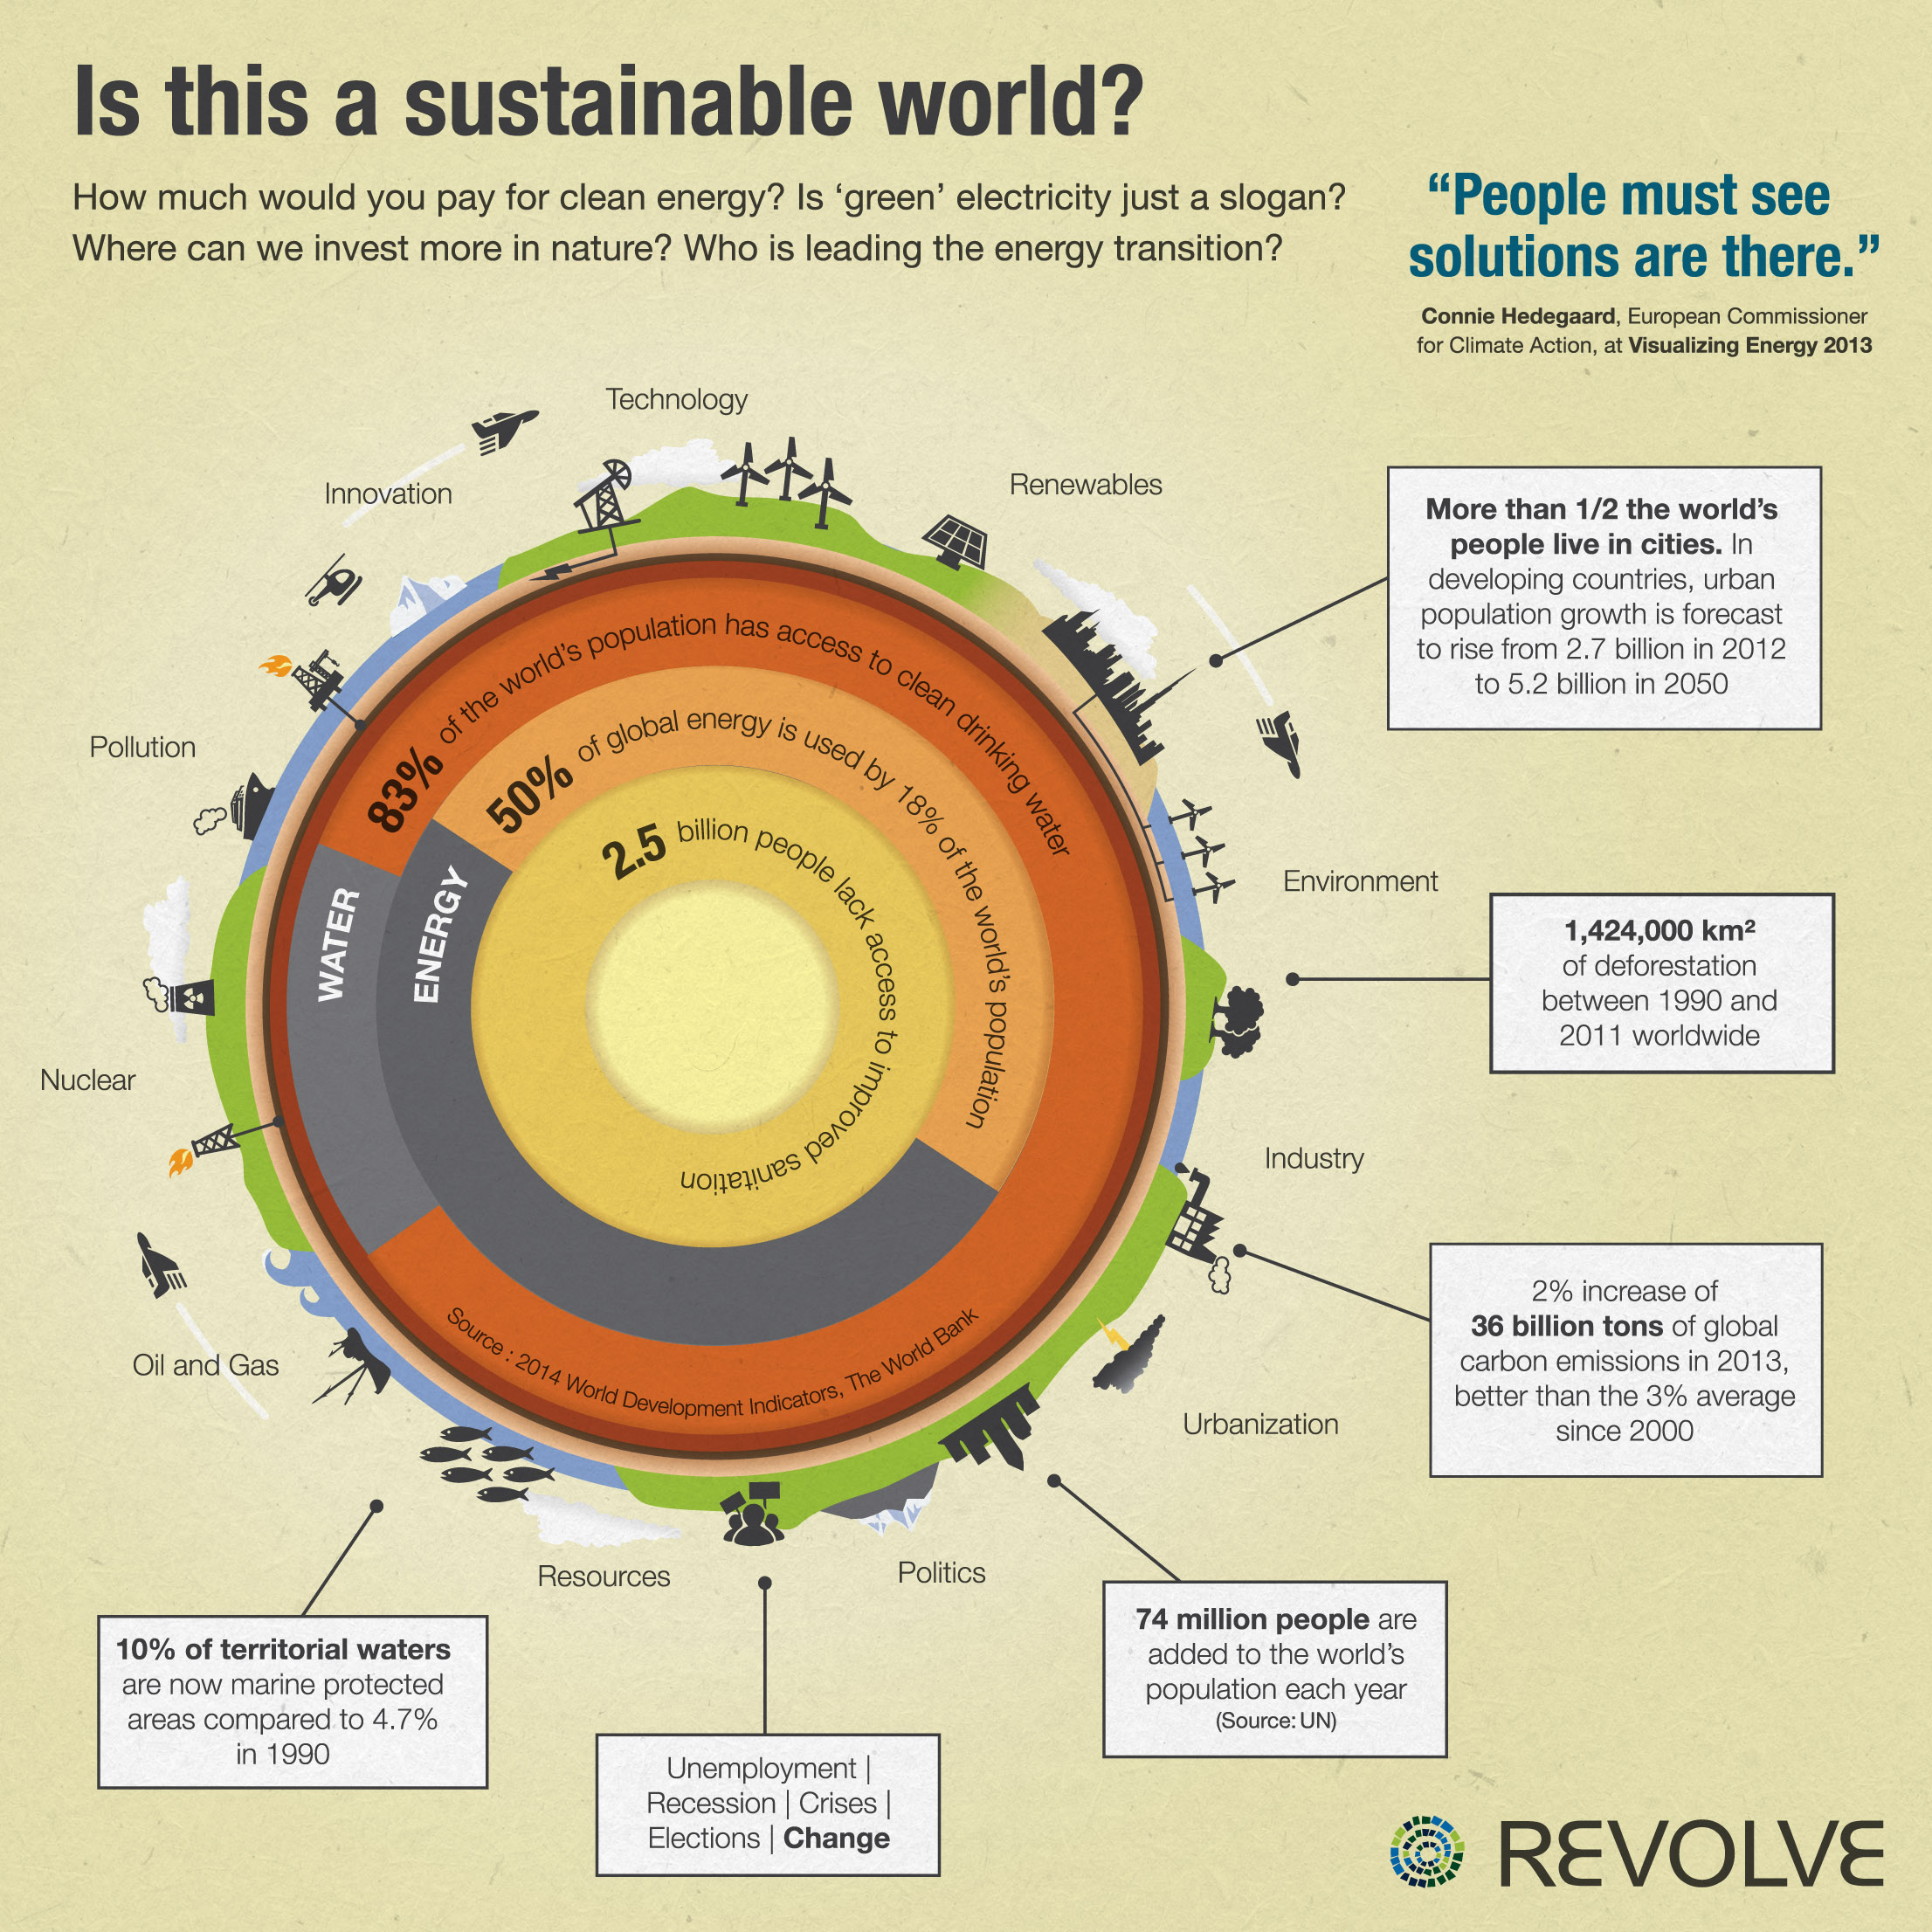 Is this a sustainable world?
How much would you pay for clean energy? Is ‘green’ electricity just a slogan?
Where can we invest more in nature? Who is leading the energy transition?
“People must see
solutions are there.”
Connie Hedegaard, European Commissioner
for Climate Action, at Visualizing Energy 2013
Technology
Innovation
Renewables
More than 1/2 the world’s
people live in cities. In
developing countries, urban
population growth is forecast
to rise from 2.7 billion in 2012
to 5.2 billion in 2050
Pollution
83% of the world’s population has access to clean drinking water
50% of global energy is used by 18% of the world’s population
2.5 billion people lack access to improved sanitation
WATER
ENERGY
Environment
1,424,000 km²
of deforestation
between 1990 and
2011 worldwide
Nuclear
Industry
2% increase of
36 billion tons of global
carbon emissions in 2013,
better than the 3% average
since 2000
Oil and Gas
Source : 2014 World Development Indicators, The World Bank
Urbanization
Resources
Politics
10% of territorial waters
are now marine protected
areas compared to 4.7%
in 1990
74 million people are
added to the world’s
population each year
(Source: UN)
Unemployment |
Recession | Crises |
Elections | Change
REVOLVE